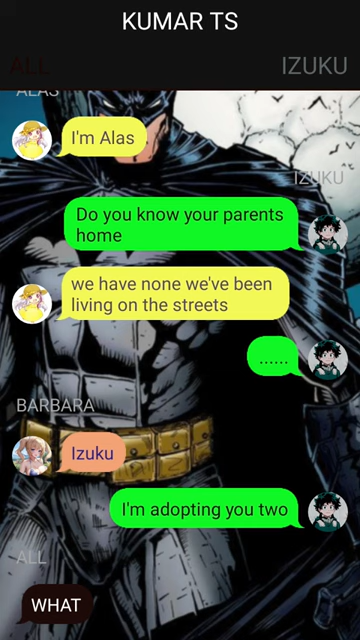 KUMAR TS
ALL
IZUKU
ALAS
I'm Alas
IZUKU
Do you know your parents
home
we have none we've been
living on the streets
......
BARBARA
Izuku
I'm adopting you two
ALL
WHAT